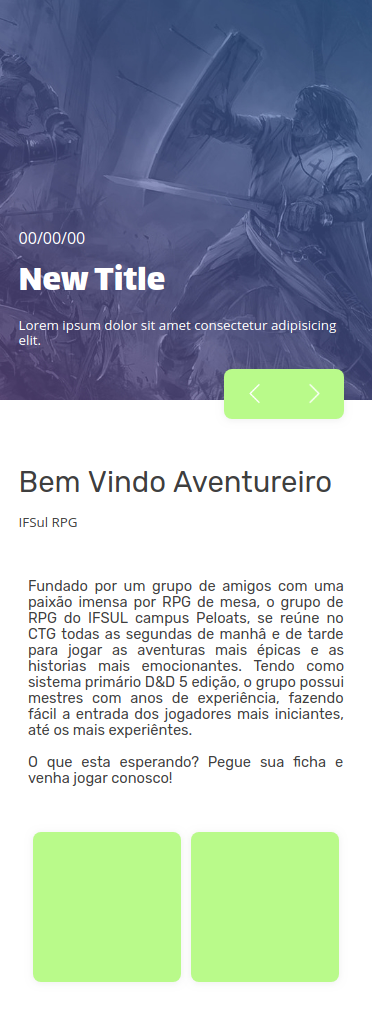 00/00/00
New Title
Lorem ipsum dolor sit amet consectetur adipisicing
elit.
Bem Vindo Aventureiro
IFSul RPG
Fundado por um grupo de amigos com uma
paixão imensa por RPG de mesa, o grupo de
RPG do IFSUL campus Peloats, se reúne no
CTG todas as segundas de manhâ e de tarde
para jogar as aventuras mais épicas e as
historias mais emocionantes. Tendo como
sistema primário D&D 5 edição, o grupo possui
mestres com anos de experiência, fazendo
fácil a entrada dos jogadores mais iniciantes,
até os mais experiêntes.
O que esta esperando? Pegue sua ficha e
venha jogar conosco!